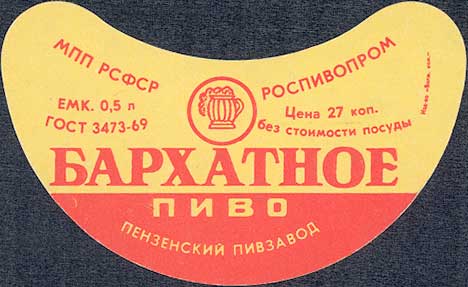 МПП РСФСР
РОСПИВОПРОМ
ЕМК. 0,5 л
ГОСТ 3473-69
Цена 27 коп.
без стоимости посуды
БАРХАТНОЕ
ПИВО
ПЕНЗЕНСКИЙ ПИВЗАВОД